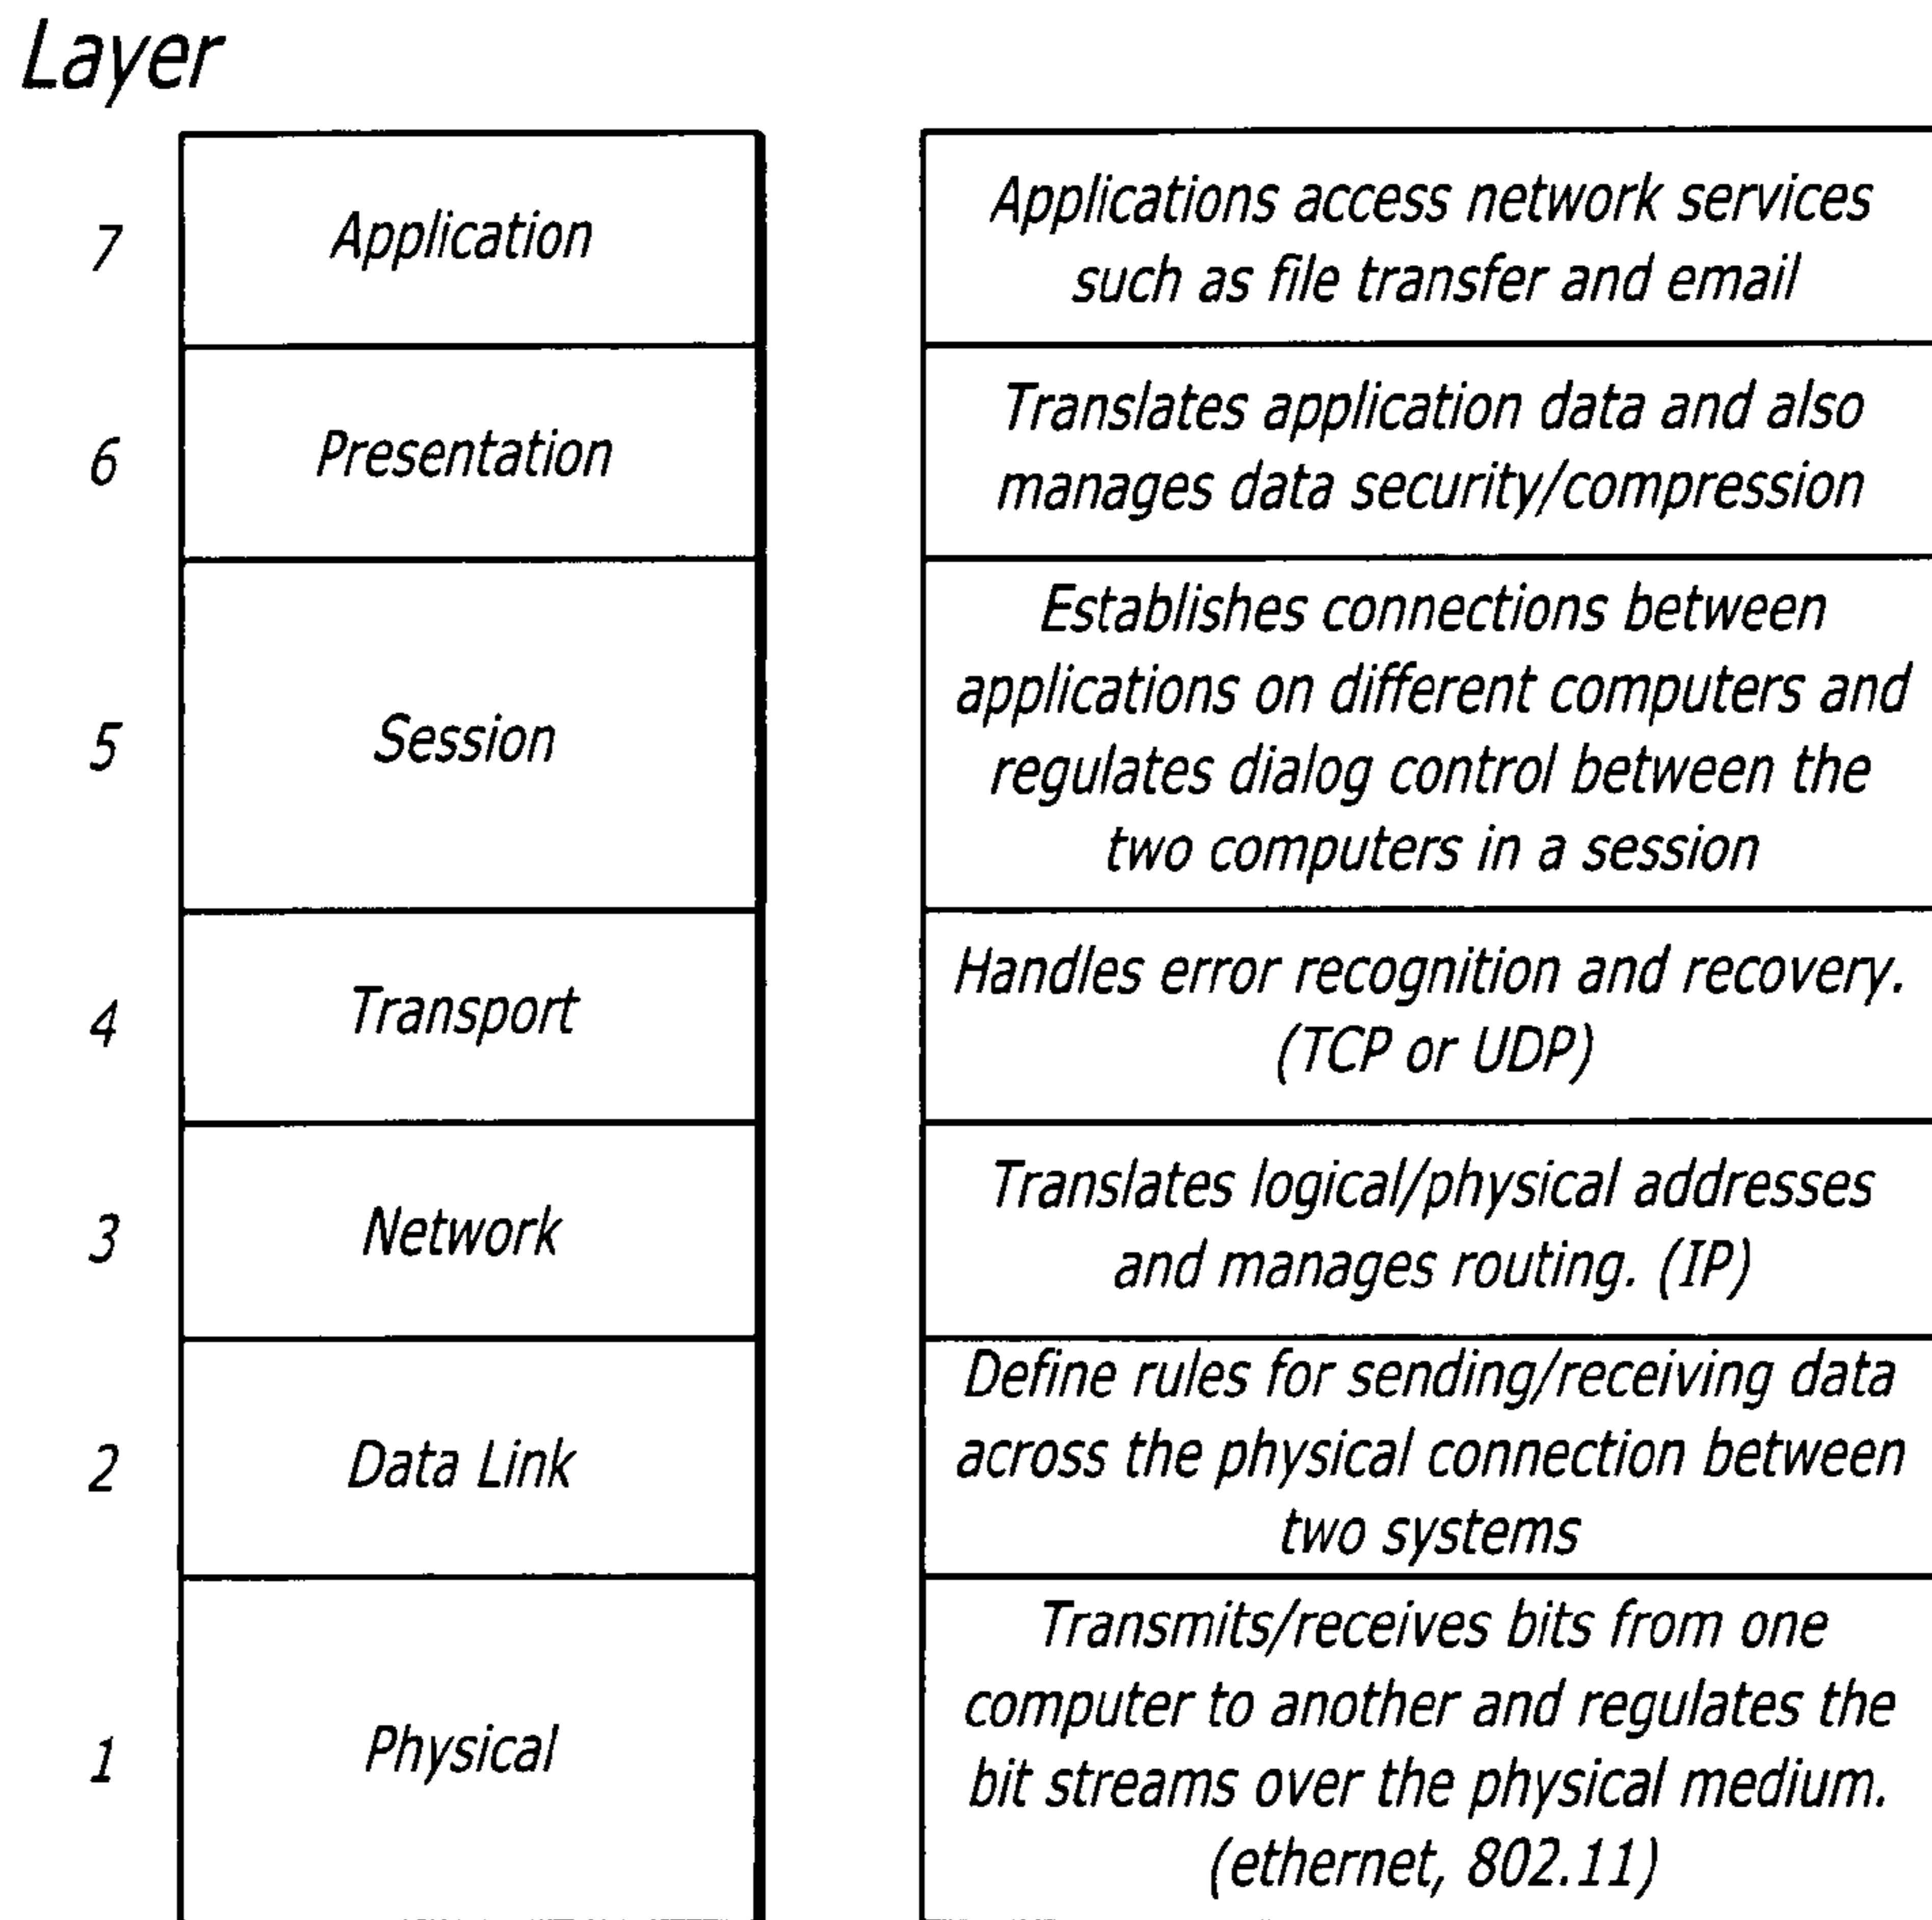 Layer
7
Application
Applications access network services
such as file transfer and email
6
Presentation
Translates application data and also
manages data security/compression
5
Session
Establishes connections between
applications on different computers and
regulates dialog control between the
two computers in a session
4
Transport
Handles error recognition and recovery.
(TCP or UDP)
3
Network
Translates logical/physical addresses
and manages routing. (IP)
2
Data Link
Define rules for sending/receiving data
across the physical connection between
two systems
1
Physical
Transmits/receives bits from one
computer to another and regulates the
bit streams over the physical medium.
(ethernet, 802.11)